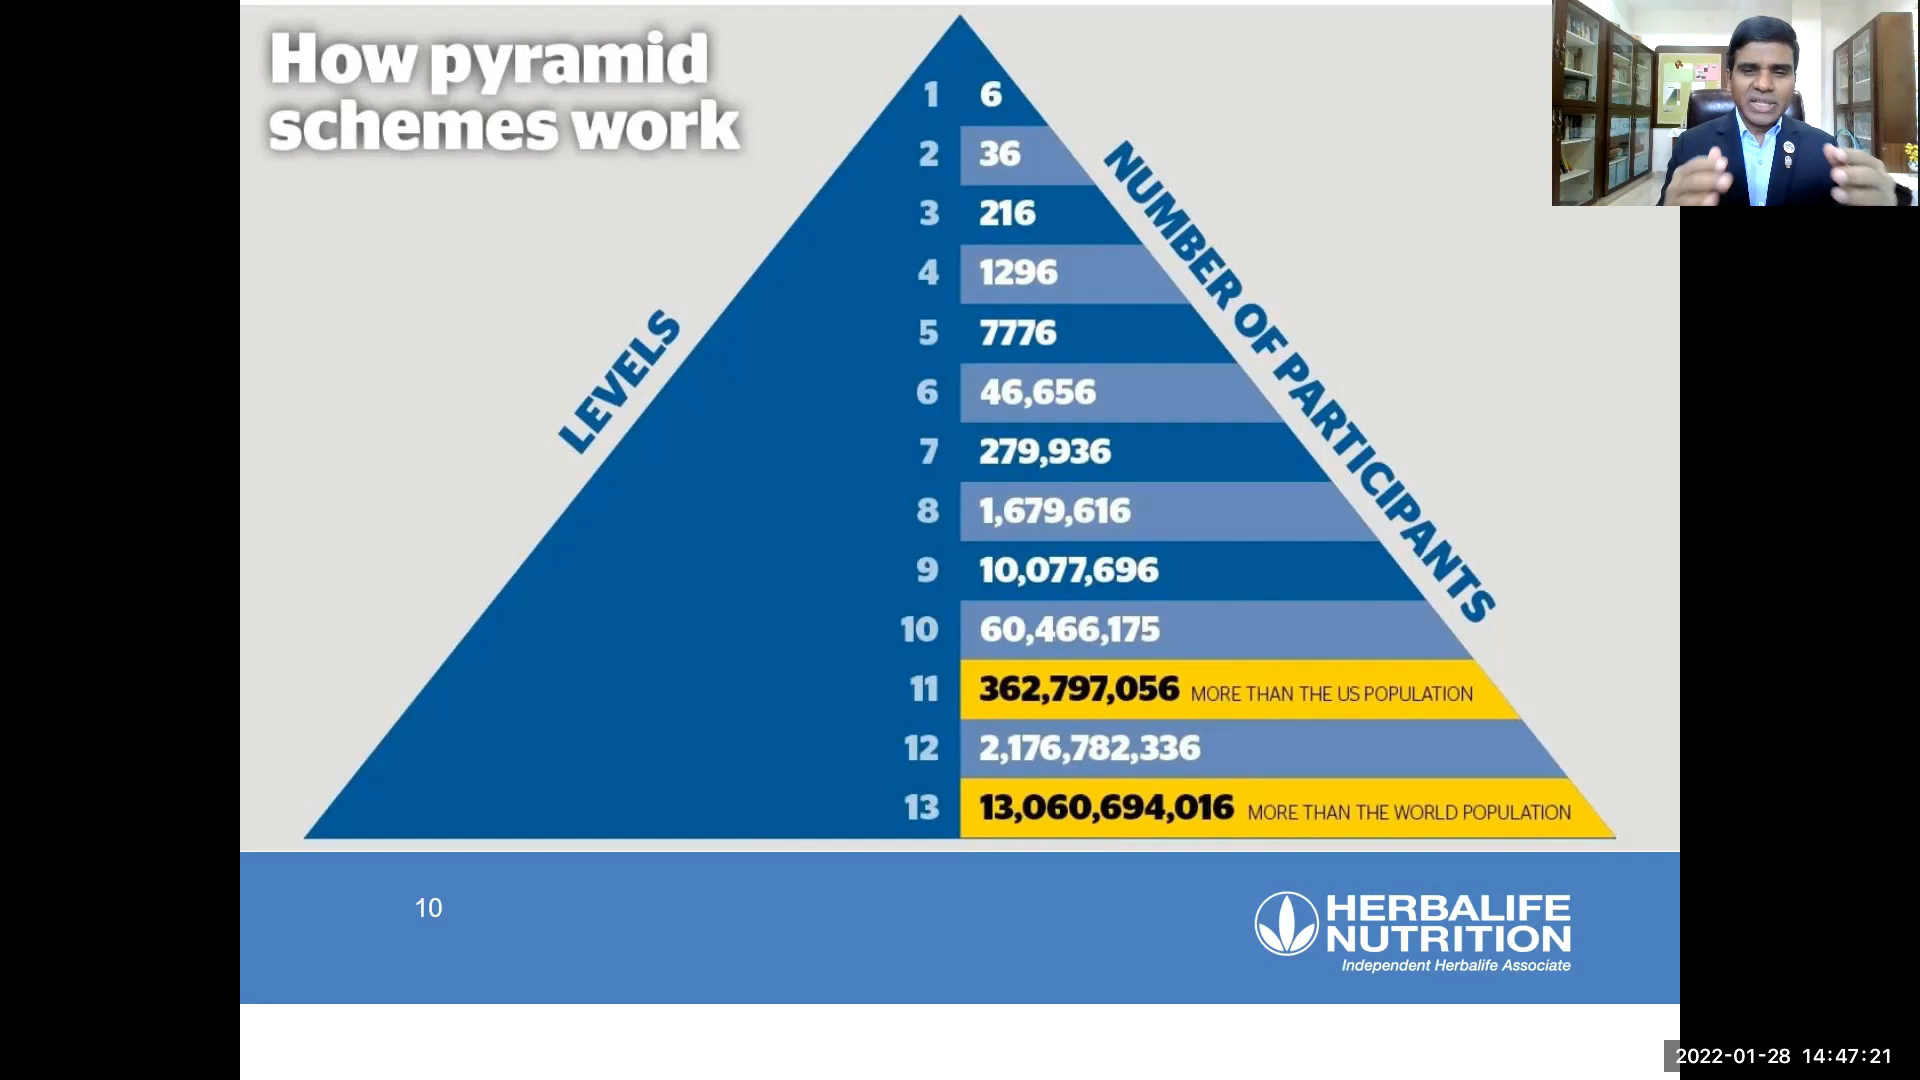 How pyramid
schemes work
LEVELS
NUMBER OF PARTICIPANTS
1 6
2 36
3 216
4 1296
5 7776
6 46,656
7 279,936
8 1,679,616
9 10,077,696
10 60,466,175
11 362,797,056 MORE THAN THE US POPULATION
12 2,176,782,336
13 13,060,694,016 MORE THAN THE WORLD POPULATION
10
HERBALIFE
NUTRITION
Independent Herbalife Associate
2022-01-28 14:47:21